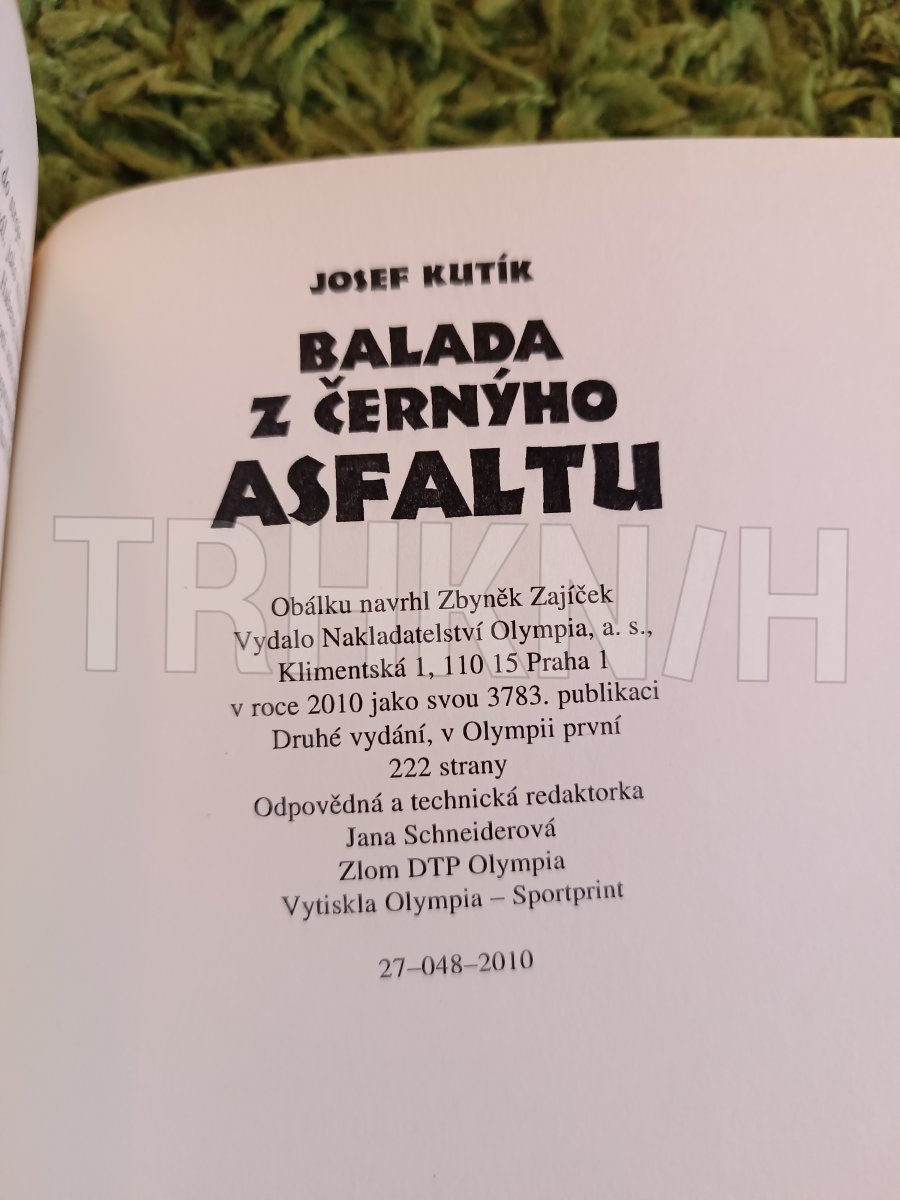 JOSEF KUTÍK
BALADA
Z ČERNÝHO
ASFALTU
TRHKN/H
Obálku navrhl Zbyněk Zajíček
Vydalo Nakladatelství Olympia, a. s.,
Klimentská 1, 110 15 Praha 1
v roce 2010 jako svou 3783. publikaci
Druhé vydání, v Olympii první
222 strany
Odpovědná a technická redaktorka
Jana Schneiderová
Zlom DTP Olympia
Vytiskla Olympia – Sportprint
27–048–2010